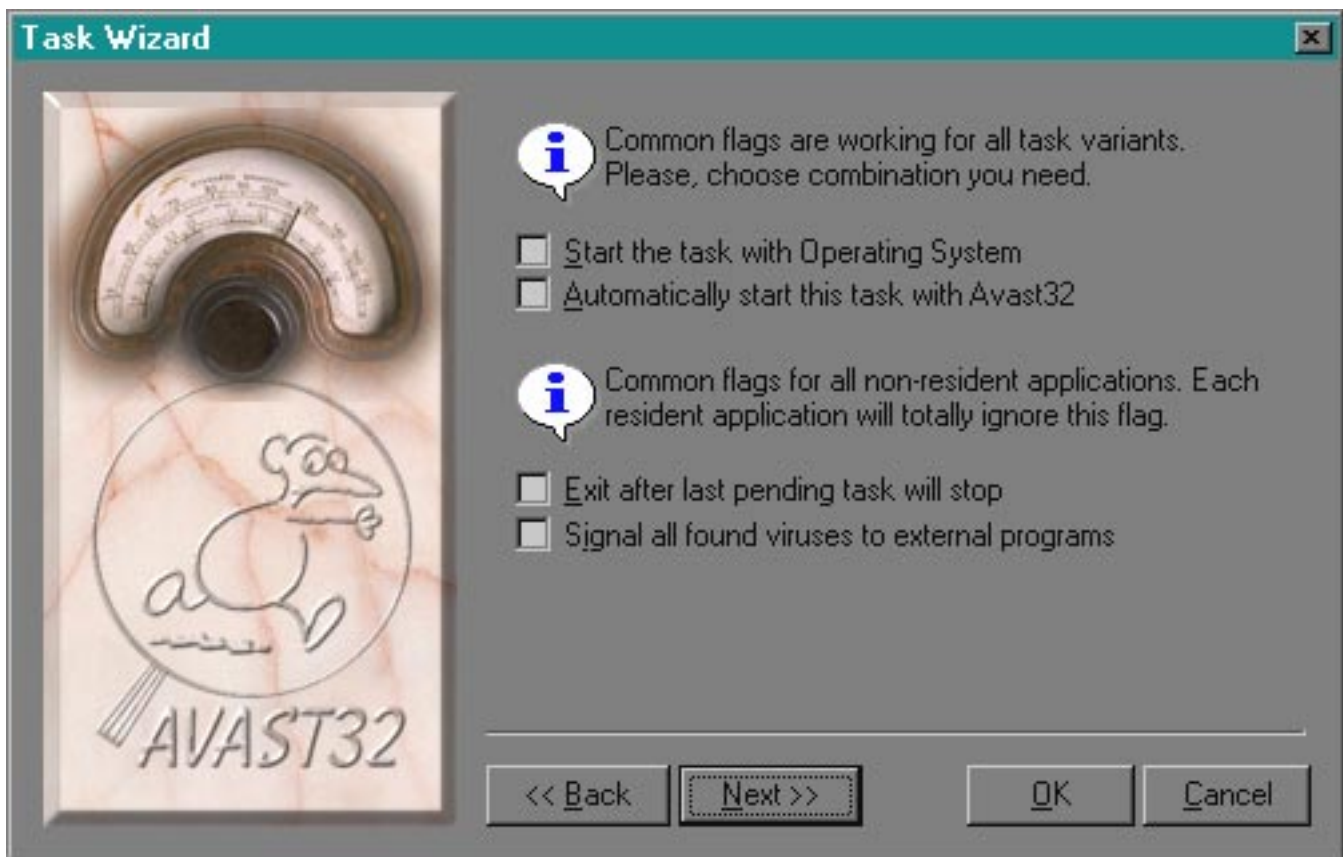 Task Wizard
Common flags are working for all task variants.
Please, choose combination you need.
Start the task with Operating System
Automatically start this task with Avast32
Common flags for all non-resident applications. Each
resident application will totally ignore this flag.
Exit after last pending task will stop
Signal all found viruses to external programs
AVAST32
<< Back
Next >>
OK
Cancel